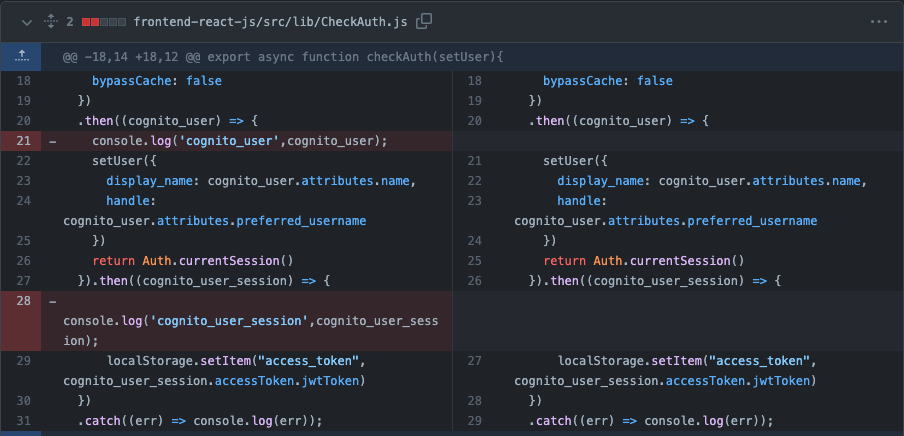 2 frontend-react-js/src/lib/CheckAuth.js
@@ -18,14 +18,12 @@ export async function checkAuth(setUser){
18 bypassCache: false
19 })
20 .then((cognito_user) => {
21 – console.log('cognito_user',cognito_user);
22 setUser({
23 display_name: cognito_user.attributes.name,
24 handle:
cognito_user.attributes.preferred_username
25 })
26 return Auth.currentSession()
27 }).then((cognito_user_session) => {
28 –
console.log('cognito_user_session',cognito_user_sess
ion);
29 localStorage.setItem("access_token",
cognito_user_session.accessToken.jwtToken)
30 })
31 .catch((err) => console.log(err));
18 bypassCache: false
19 })
20 .then((cognito_user) => {
21 setUser({
22 display_name: cognito_user.attributes.name,
23 handle:
cognito_user.attributes.preferred_username
24 })
25 return Auth.currentSession()
26 }).then((cognito_user_session) => {
27 localStorage.setItem("access_token",
cognito_user_session.accessToken.jwtToken)
28 })
29 .catch((err) => console.log(err));